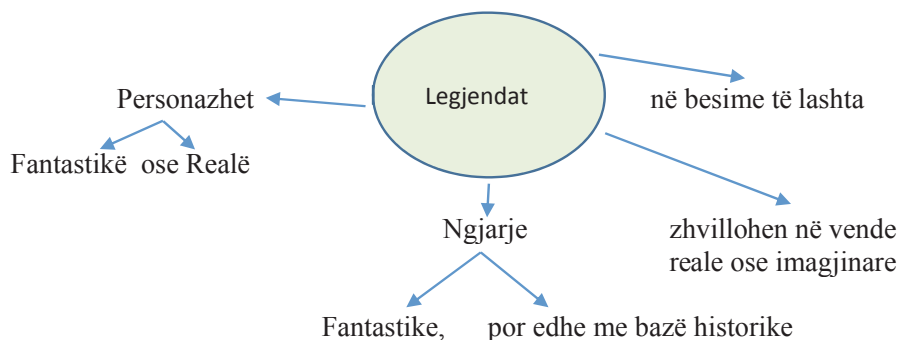 Legjendat
Personazhet
në besime të lashta
Fantastikë ose Realë
Ngjarje
zhvillohen në vende
reale ose imagjinare
Fantastike, por edhe me bazë historike